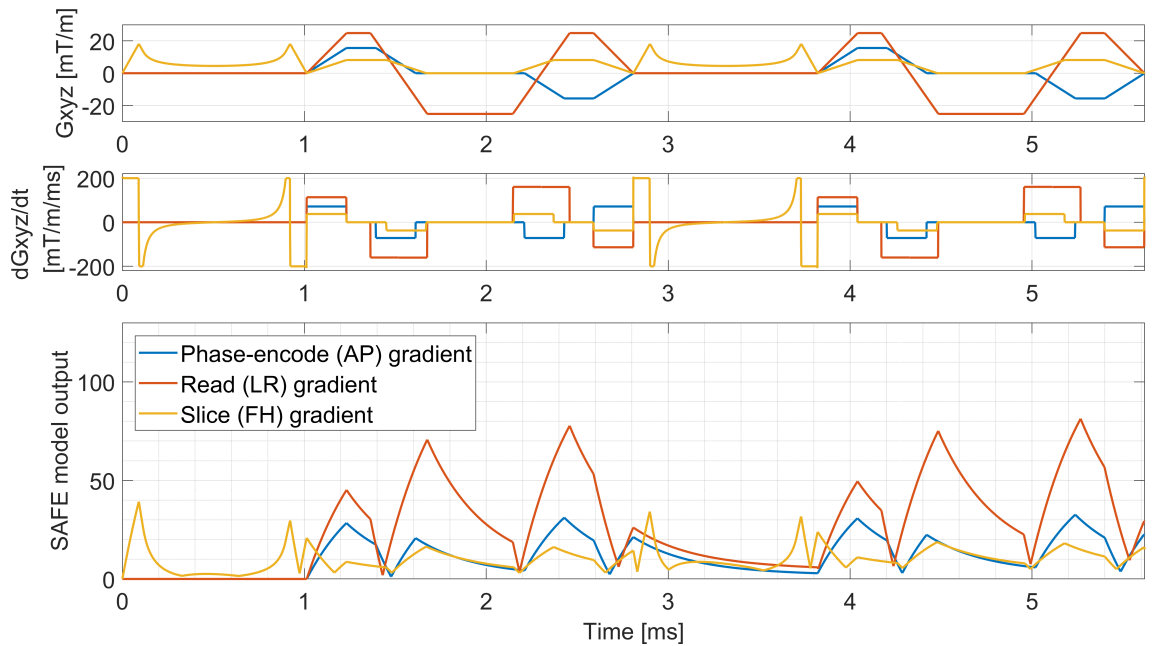 Gxyz [mT/m]
20
0
-20
0 1 2 3 4 5
dGxyz/dt
[mT/m/ms]
200
0
-200
0 1 2 3 4 5
SAFE model output
100
50
0
Phase-encode (AP) gradient
Read (LR) gradient
Slice (FH) gradient
0 1 2 3 4 5
Time [ms]